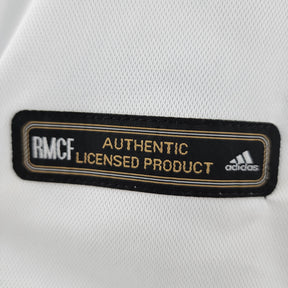 RMCF
AUTHENTIC
LICENSED PRODUCT
adidas